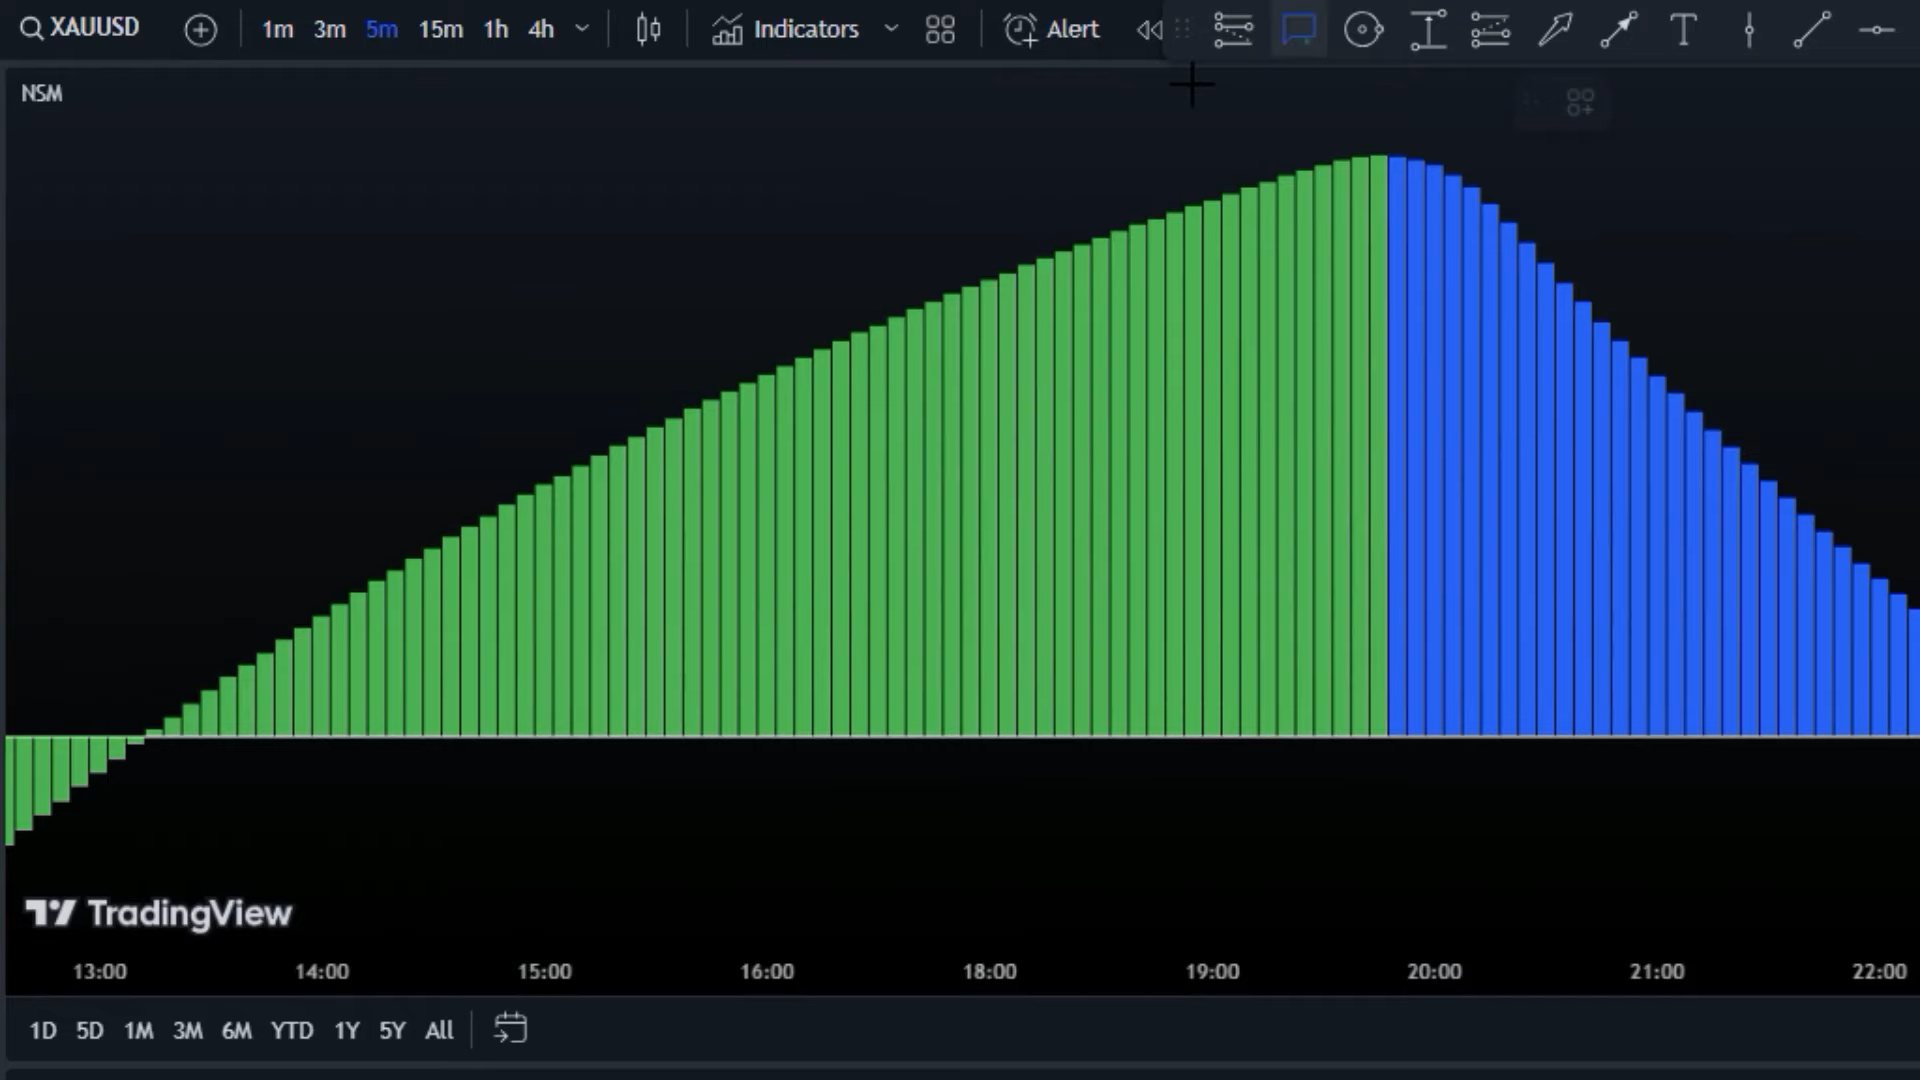 XAUUSD 1m 3m 5m 15m 1h 4h Indicators Alert T
NSM
TradingView
13:00 14:00 15:00 16:00 17:00 18:00 19:00 20:00 21:00 22:00
1D 5D 1M 3M 6M YTD 1Y 5Y All